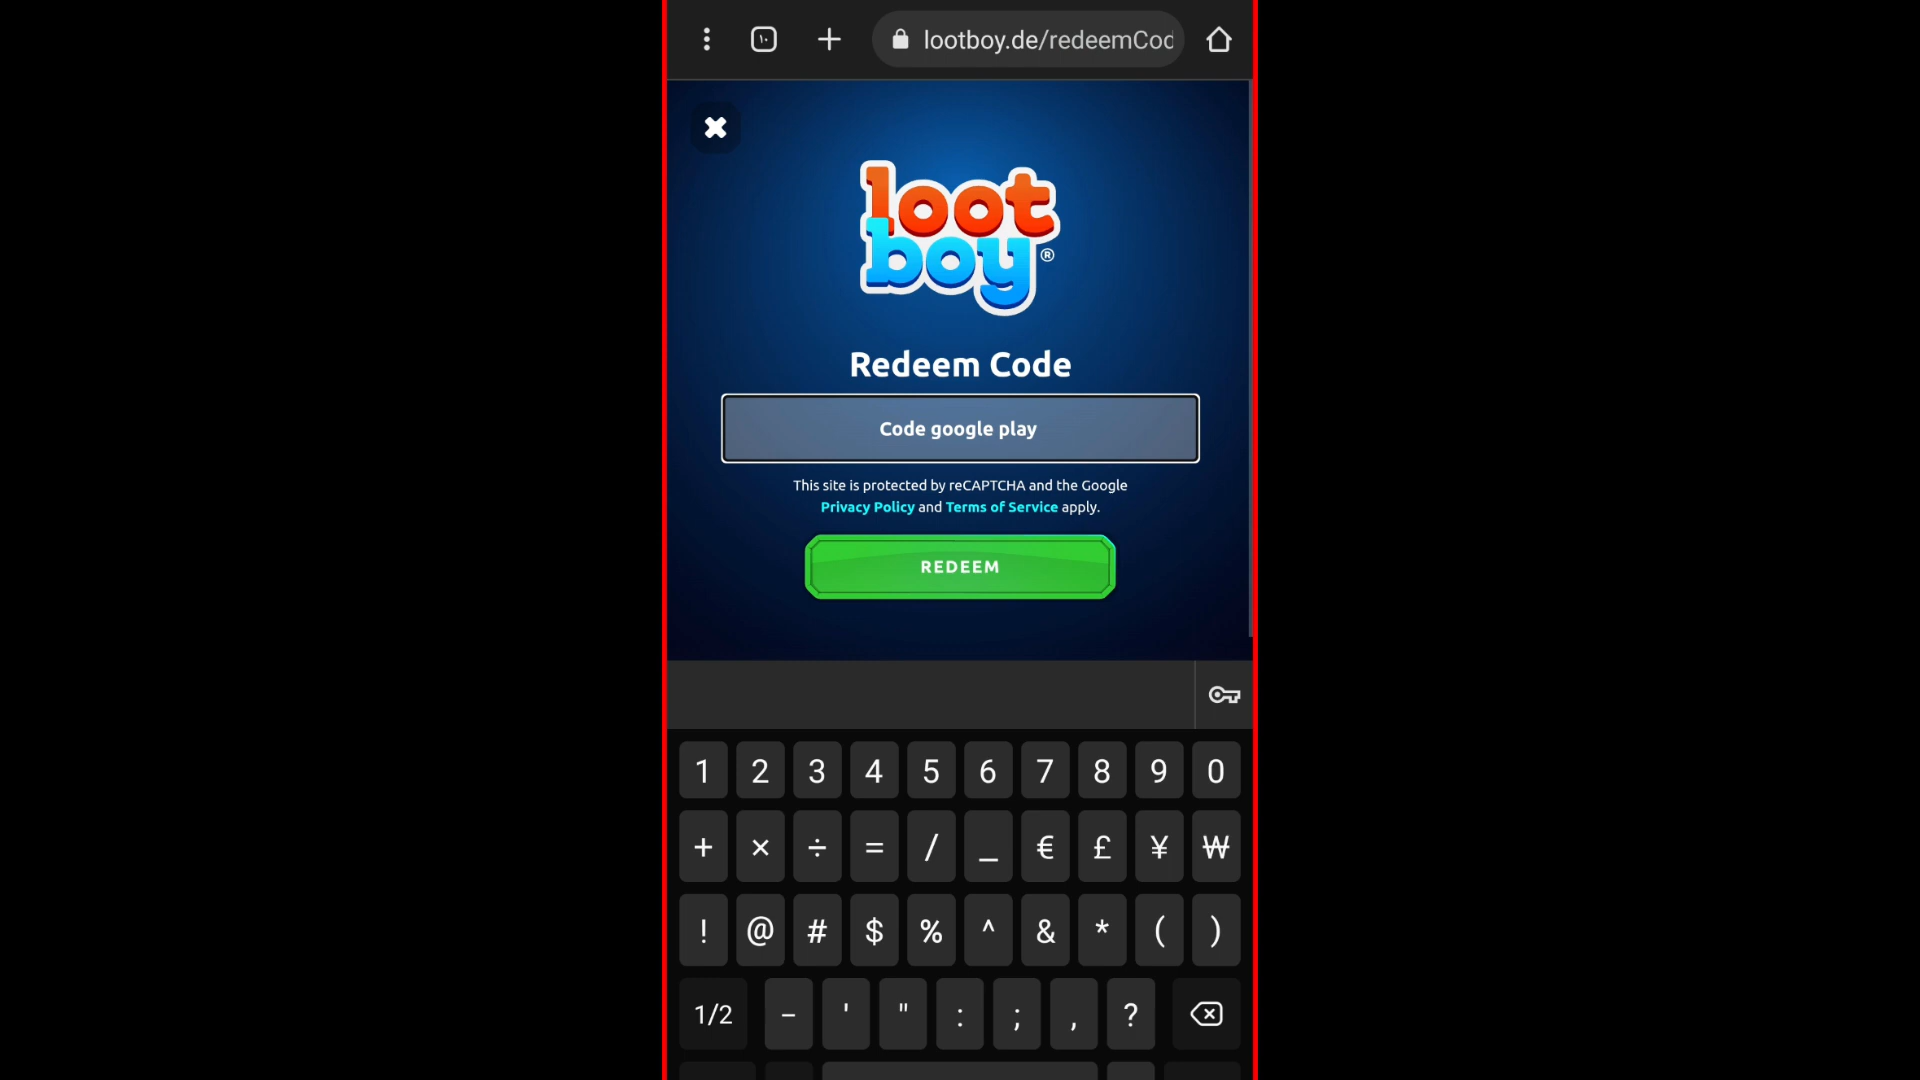 ١٠
lootboy.de/redeemCod
loot
boy®
Redeem Code
Code google play
This site is protected by reCAPTCHA and the Google
Privacy Policy and Terms of Service apply.
REDEEM
1 2 3 4 5 6 7 8 9 0
+ × ÷ = / _ € £ ¥ ₩
! @ # $ % ^ & * ( )
1/2 - ' " : ; , ?